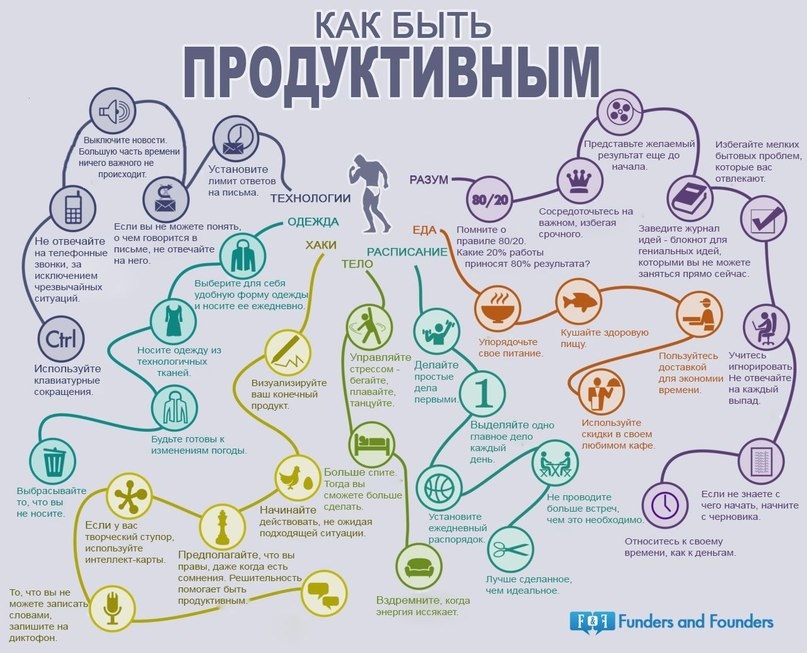 КАК БЫТЬ
ПРОДУКТИВНЫМ
ТЕХНОЛОГИИ
Установите
лимит ответов
на письма.
Если вы не можете понять,
о чем говорится в
письме, не отвечайте
на него.
Выключите новости.
Большую часть времени
ничего важного не
происходит.
Не отвечайте
на телефонные
звонки, за
исключением
чрезвычайных
ситуаций.
Ctrl
Используйте
клавиатурные
сокращения.
ОДЕЖДА
Выберите для себя
удобную форму одежды
и носите ее ежедневно.
Носите одежду из
технологичных
тканей.
Будьте готовы к
изменениям погоды.
Выбрасывайте
то, что вы
не носите.
ХАКИ
Визуализируйте
ваш конечный
продукт.
Начинайте
действовать, не ожидая
подходящей ситуации.
Предполагайте, что вы
правы, даже когда есть
сомнения. Решительность
помогает быть
продуктивным.
Если у вас
творческий ступор,
используйте
интеллект-карты.
То, что вы не
можете записать
словами,
запишите на
диктофон.
ТЕЛО
Управляйте
стрессом -
бегайте,
плавайте,
танцуйте.
Больше спите.
Тогда вы
сможете больше
сделать.
Вздремните, когда
энергия иссякает.
РАСПИСАНИЕ
Делайте
простые
дела
первыми.
1
Выделяйте одно
главное дело
каждый
день.
Установите
ежедневный
распорядок.
Не проводите
больше встреч,
чем это необходимо.
Лучше сделанное,
чем идеальное.
ЕДА
Упорядочьте
свое питание.
Кушайте здоровую
пищу.
Пользуйтесь
доставкой
для экономии
времени.
Используйте
скидки в своем
любимом кафе.
РАЗУМ
80/20
Помните о
правиле 80/20.
Какие 20% работы
приносят 80% результата?
Сосредоточьтесь на
важном, избегая
срочного.
Представьте желаемый
результат еще до
начала.
Заведите журнал
идей - блокнот для
гениальных идей,
которыми вы не можете
заняться прямо сейчас.
Избегайте мелких
бытовых проблем,
которые вас
отвлекают.
Учитесь
игнорировать.
Не отвечайте
на каждый
выпад.
Если не знаете с
чего начать, начните
с черновика.
Относитесь к своему
времени, как к деньгам.
F&F Funders and Founders